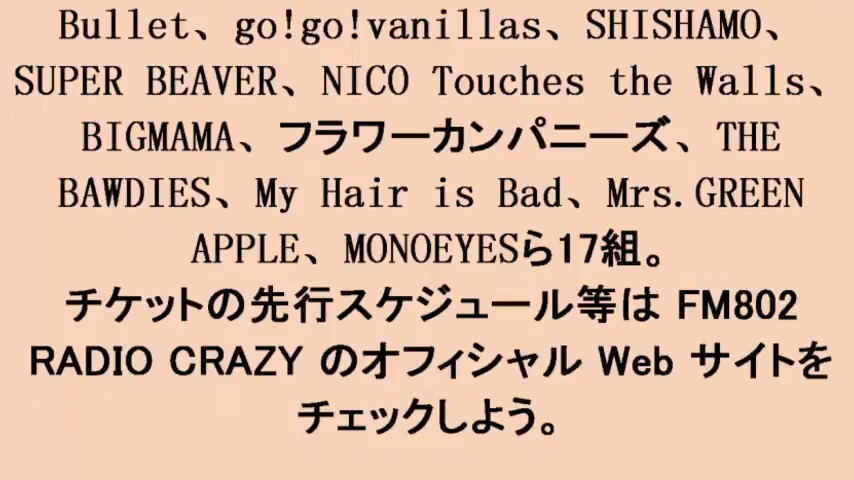 Bullet、go!go!vanillas、SHISHAMO、
SUPER BEAVER、NICO Touches the Walls、
BIGMAMA、フラワーカンパニーズ、THE
BAWDIES、My Hair is Bad、Mrs.GREEN
APPLE、MONOEYESら17組。
チケットの先行スケジュール等は FM802
RADIO CRAZY のオフィシャル Web サイトを
チェックしよう。